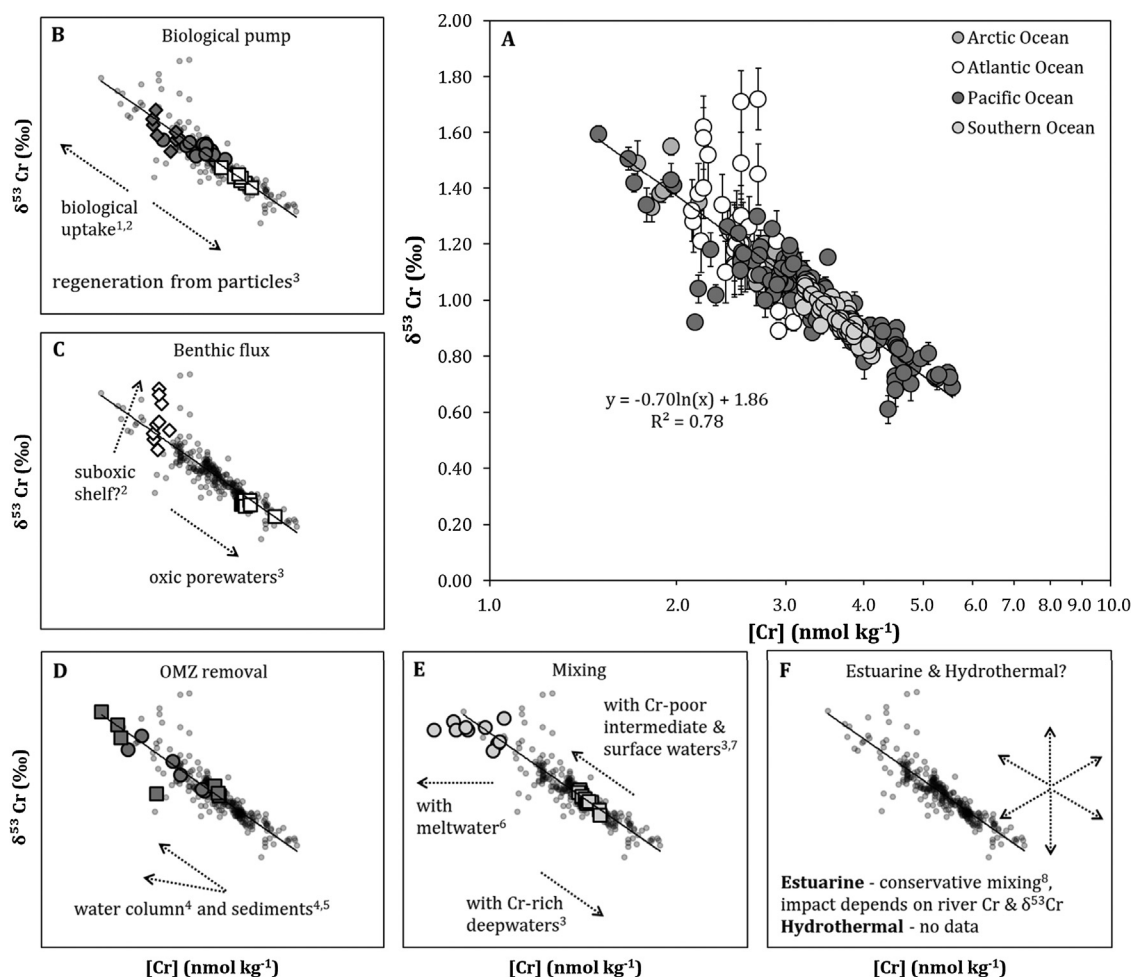 B
Biological pump
δ⁵³ Cr (‰)
biological
uptake¹,²
regeneration from particles³
C
Benthic flux
δ⁵³ Cr (‰)
suboxic
shelf?²
oxic porewaters³
A
Arctic Ocean
Atlantic Ocean
Pacific Ocean
Southern Ocean
δ⁵³ Cr (‰)
2.00
1.80
1.60
1.40
1.20
1.00
0.80
0.60
0.40
0.20
0.00
y = -0.70ln(x) + 1.86
R² = 0.78
1.0 2.0 3.0 4.0 5.0 6.0 7.0 8.0 9.0 10.0
[Cr] (nmol kg⁻¹)
D
OMZ removal
δ⁵³ Cr (‰)
water column⁴ and sediments⁴,⁵
[Cr] (nmol kg⁻¹)
E
Mixing
with Cr-poor
intermediate &
surface waters³,⁷
with
meltwater⁶
with Cr-rich
deepwaters³
[Cr] (nmol kg⁻¹)
F
Estuarine & Hydrothermal?
Estuarine - conservative mixing⁸,
impact depends on river Cr & δ⁵³Cr
Hydrothermal - no data
[Cr] (nmol kg⁻¹)